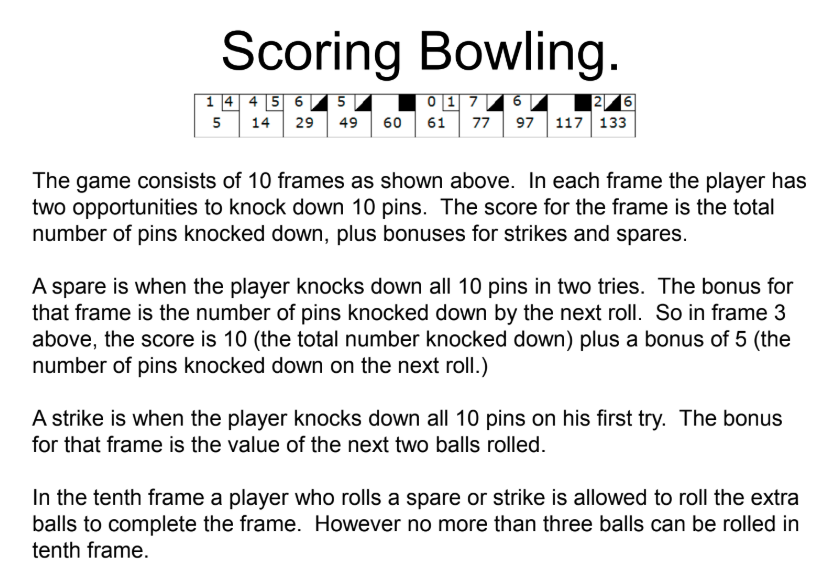 Scoring Bowling.
1 4 4 5 6 5 0 1 7 6 2 6
5 14 29 49 60 61 77 97 117 133
The game consists of 10 frames as shown above. In each frame the player has
two opportunities to knock down 10 pins. The score for the frame is the total
number of pins knocked down, plus bonuses for strikes and spares.
A spare is when the player knocks down all 10 pins in two tries. The bonus for
that frame is the number of pins knocked down by the next roll. So in frame 3
above, the score is 10 (the total number knocked down) plus a bonus of 5 (the
number of pins knocked down on the next roll.)
A strike is when the player knocks down all 10 pins on his first try. The bonus
for that frame is the value of the next two balls rolled.
In the tenth frame a player who rolls a spare or strike is allowed to roll the extra
balls to complete the frame. However no more than three balls can be rolled in
tenth frame.